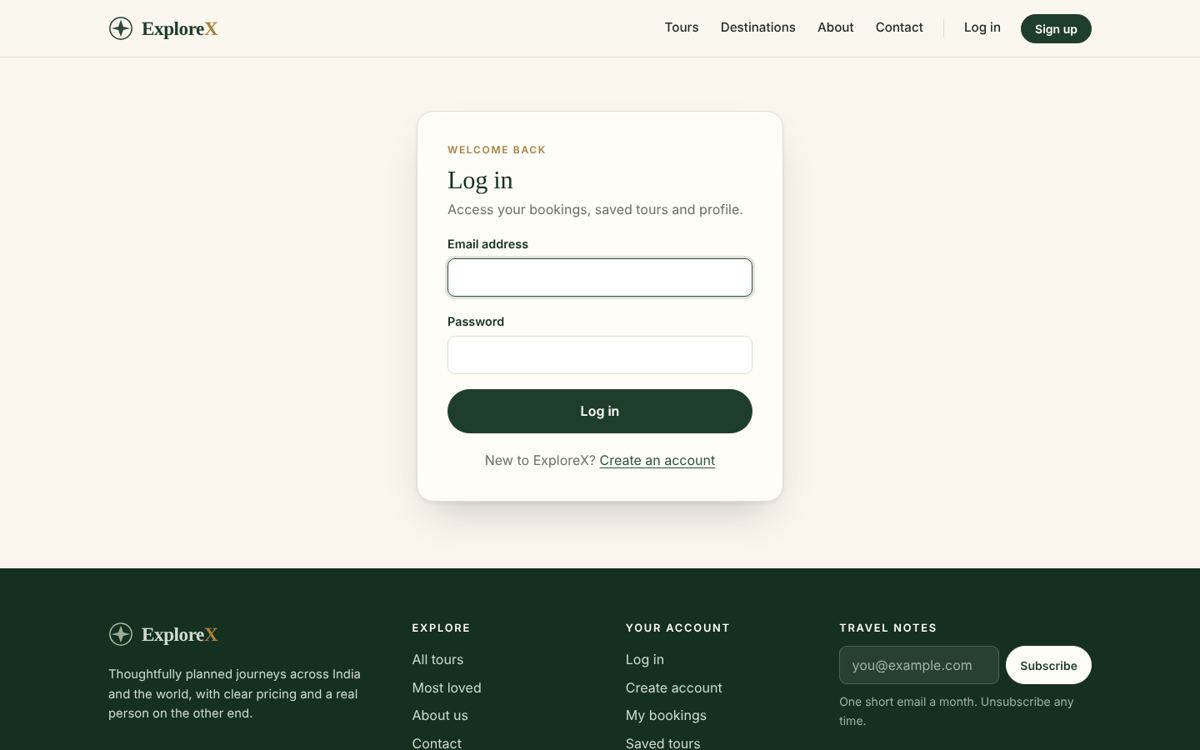 ExploreX
Tours Destinations About Contact Log in Sign up
WELCOME BACK
Log in
Access your bookings, saved tours and profile.
Email address
Password
Log in
New to ExploreX? Create an account
ExploreX
Thoughtfully planned journeys across India
and the world, with clear pricing and a real
person on the other end.
EXPLORE
All tours
Most loved
About us
Contact
YOUR ACCOUNT
Log in
Create account
My bookings
Saved tours
TRAVEL NOTES
you@example.com Subscribe
One short email a month. Unsubscribe any
time.